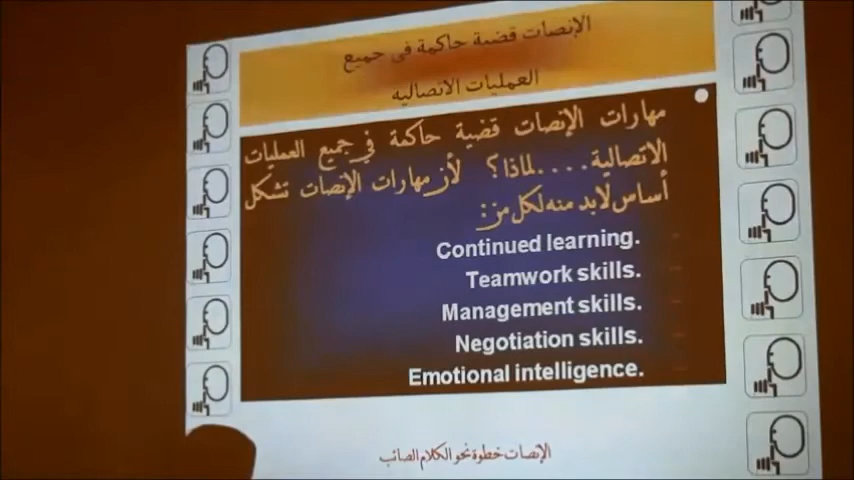 الإنصات قضية حاكمة فى جميع
العمليات الاتصاليه
مهارات الإنصات قضية حاكمة في جميع العمليات
الاتصالية....لماذا؟ لأن مهارات الإنصات تشكل
أساس لابد منه لكل من:
Continued learning.
Teamwork skills.
Management skills.
Negotiation skills.
Emotional intelligence.
الإنصات خطوة نحو الكلام الصائب